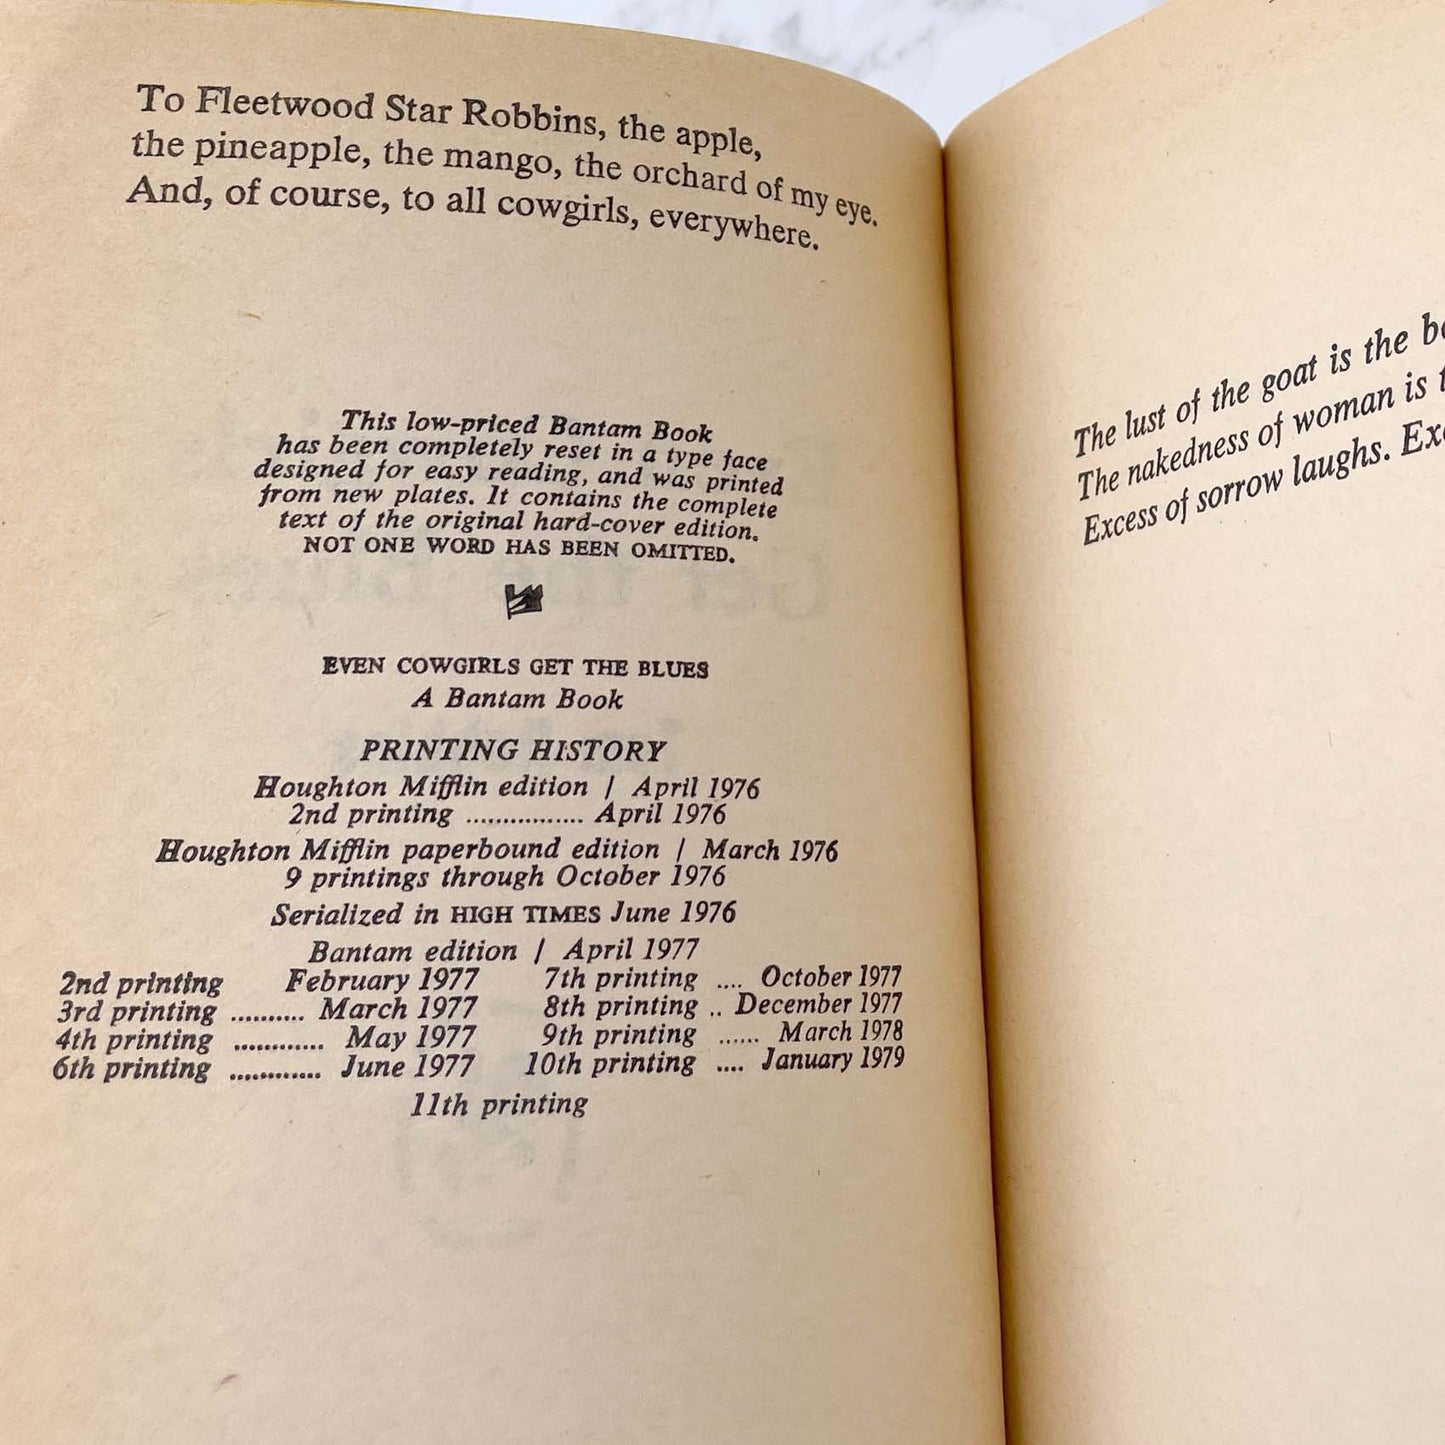 To Fleetwood Star Robbins, the apple,
the pineapple, the mango, the orchard of my eye.
And, of course, to all cowgirls, everywhere.
This low-priced Bantam Book
has been completely reset in a type face
designed for easy reading, and was printed
from new plates. It contains the complete
text of the original hard-cover edition.
NOT ONE WORD HAS BEEN OMITTED.
EVEN COWGIRLS GET THE BLUES
A Bantam Book
PRINTING HISTORY
Houghton Mifflin edition / April 1976
2nd printing ................ April 1976
Houghton Mifflin paperbound edition / March 1976
9 printings through October 1976
Serialized in HIGH TIMES June 1976
Bantam edition / April 1977
2nd printing February 1977 7th printing .... October 1977
3rd printing .......... March 1977 8th printing .. December 1977
4th printing ............ May 1977 9th printing ...... March 1978
6th printing ............. June 1977 10th printing .... January 1979
11th printing
The lust of the goat is the
The nakedness of woman is
Excess of sorrow laughs.